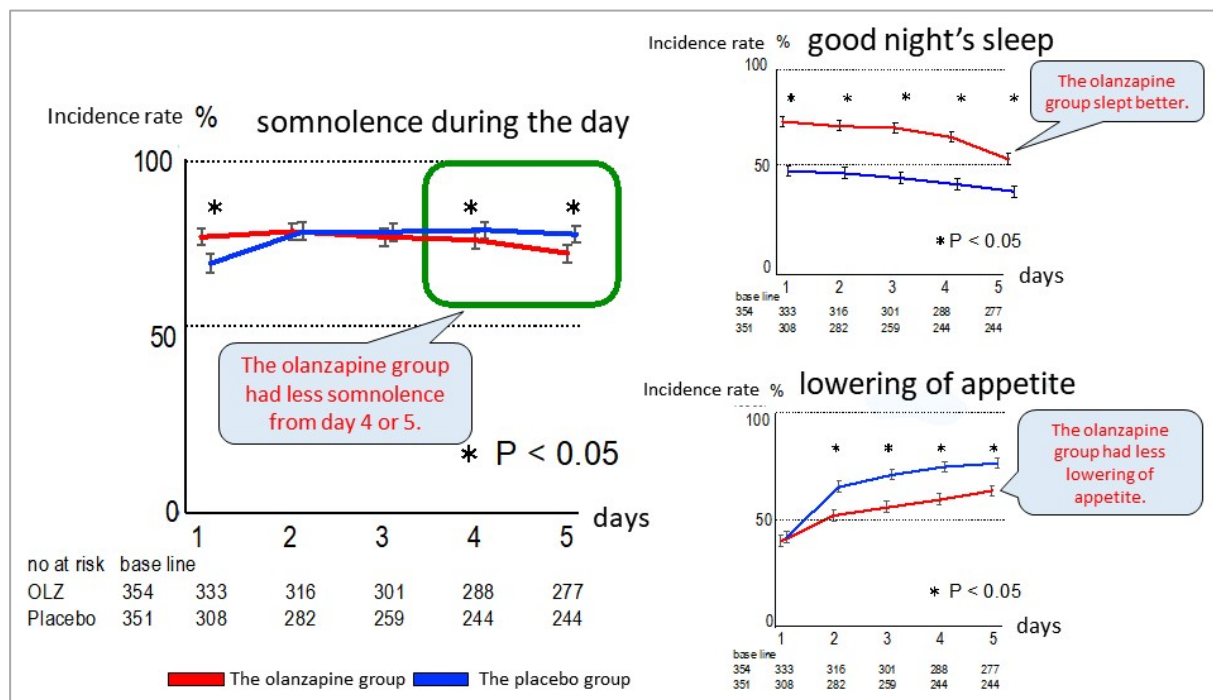 Incidence rate %
somnolence during the day
100
*
*
*
50
The olanzapine group
had less somnolence
from day 4 or 5.
* P < 0.05
0
days
1 2 3 4 5
no at risk base line
OLZ 354 333 316 301 288 277
Placebo 351 308 282 259 244 244
The olanzapine group
The placebo group
Incidence rate %
good night's sleep
100
* * * * *
The olanzapine
group slept better.
50
* P < 0.05
0
days
1 2 3 4 5
base line
354 333 316 301 288 277
351 308 282 259 244 244
Incidence rate %
lowering of appetite
100
* * * *
The olanzapine
group had less
lowering of
appetite.
50
* P < 0.05
0
days
1 2 3 4 5
base line
354 333 316 301 288 277
351 308 282 259 244 244